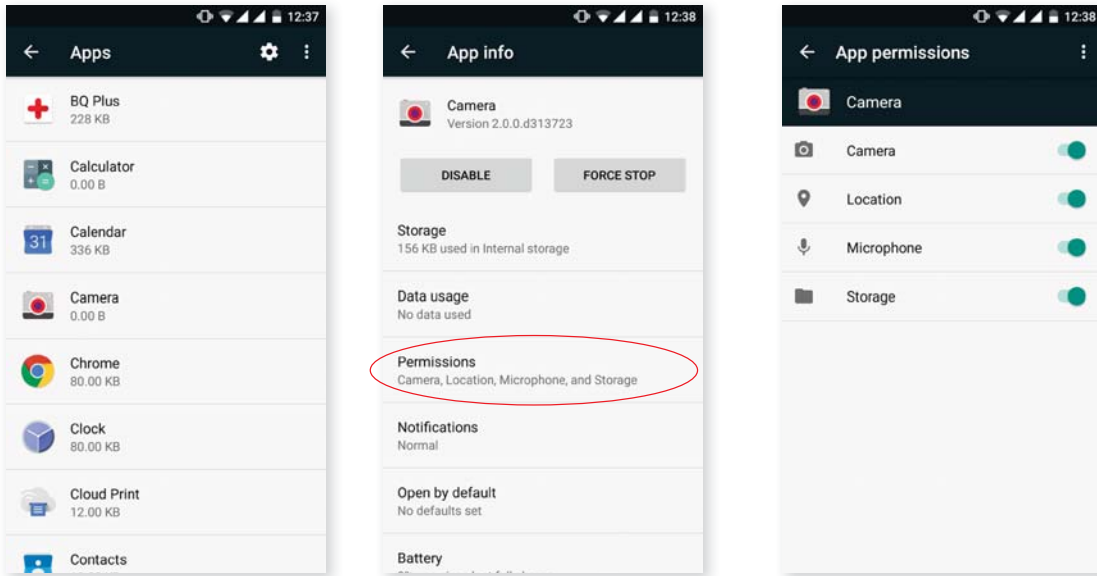 12:37
Apps
BQ Plus
228 KB
Calculator
0.00 B
Calendar
31
336 KB
Camera
0.00 B
Chrome
80.00 KB
Clock
80.00 KB
Cloud Print
12.00 KB
Contacts
12:38
App info
Camera
Version 2.0.0.d313723
DISABLE
FORCE STOP
Storage
156 KB used in Internal storage
Data usage
No data used
Permissions
Camera, Location, Microphone, and Storage
Notifications
Normal
Open by default
No defaults set
Battery
12:38
App permissions
Camera
Camera
Location
Microphone
Storage